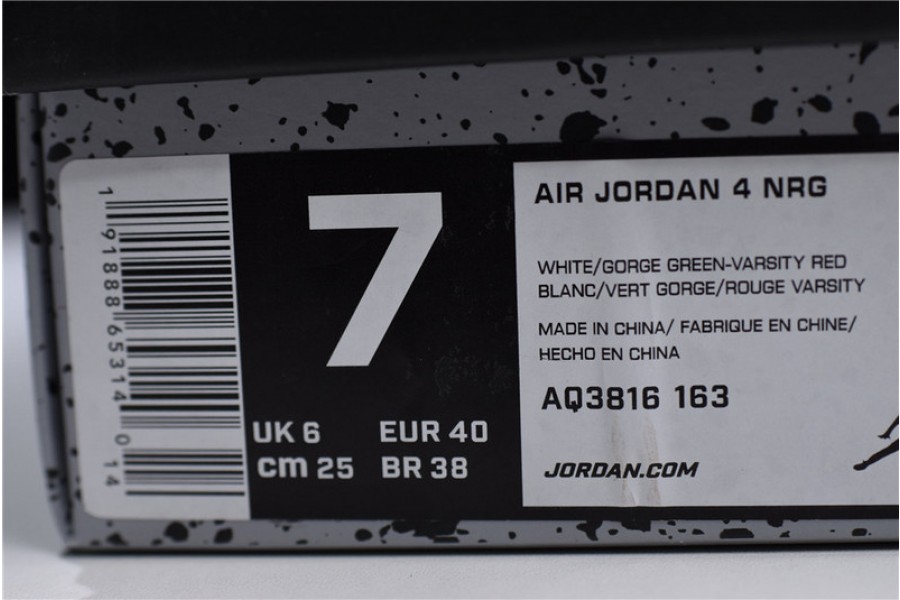 1 91888 65314 0 14
7
UK 6 EUR 40
cm 25 BR 38
AIR JORDAN 4 NRG
WHITE/GORGE GREEN-VARSITY RED
BLANC/VERT GORGE/ROUGE VARSITY
MADE IN CHINA/ FABRIQUE EN CHINE/
HECHO EN CHINA
AQ3816 163
JORDAN.COM